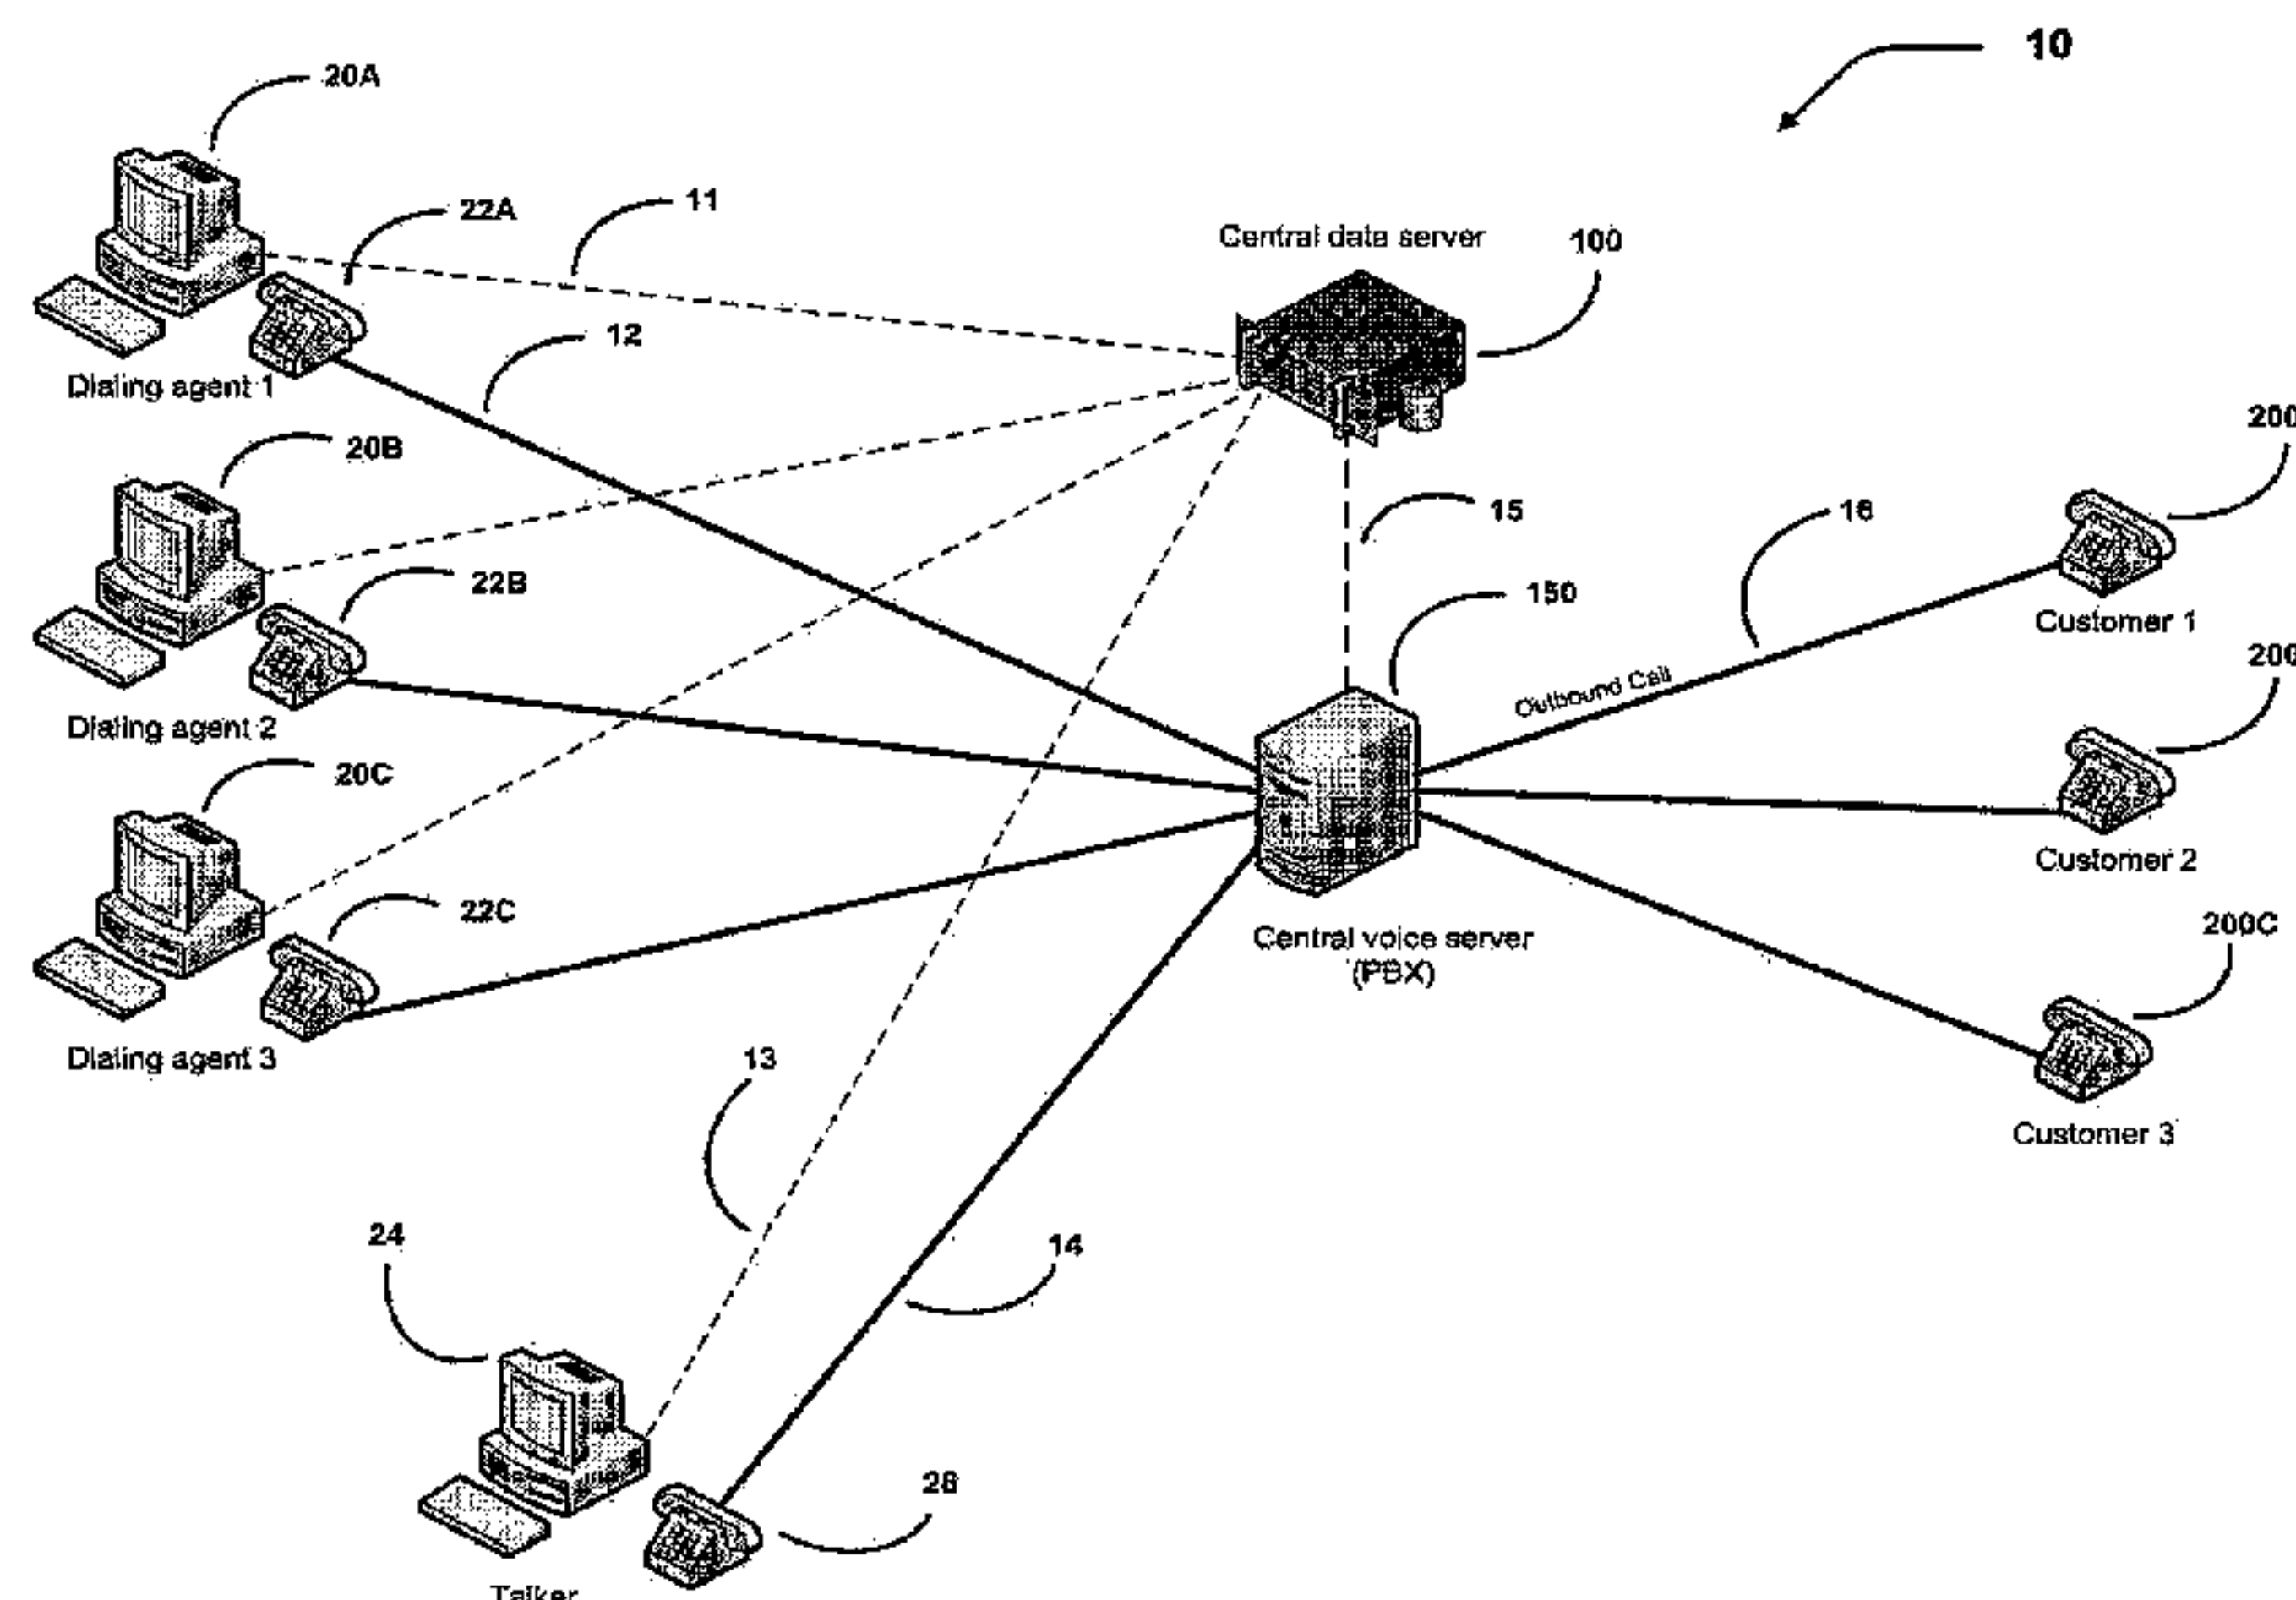 10
20A
22A
11
Central data server
100
12
Dialing agent 1
200
20B
15
16
22B
150
Customer 1
200
Outbound Call
Dialing agent 2
20C
Customer 2
22C
200C
Central voice server
(PBX)
Dialing agent 3
13
Customer 3
24
14
26
Talker